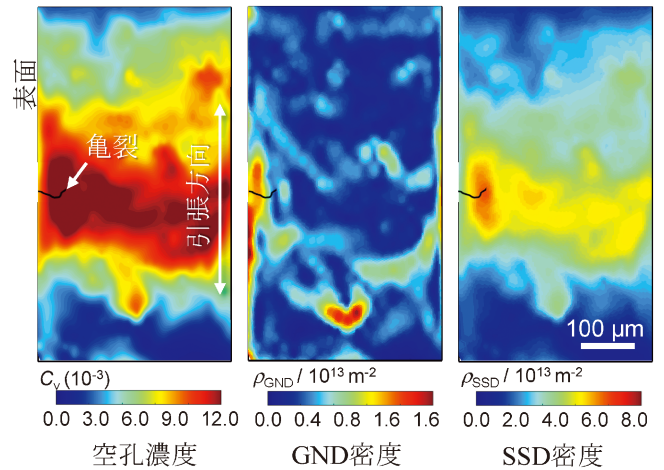 表面
亀裂
引張方向
100 μm
Cv (10-3)
0.0 3.0 6.0 9.0 12.0
空孔濃度
ρGND / 1013 m-2
0.0 0.4 0.8 1.6 1.6
GND密度
ρSSD / 1013 m-2
0.0 2.0 4.0 6.0 8.0
SSD密度